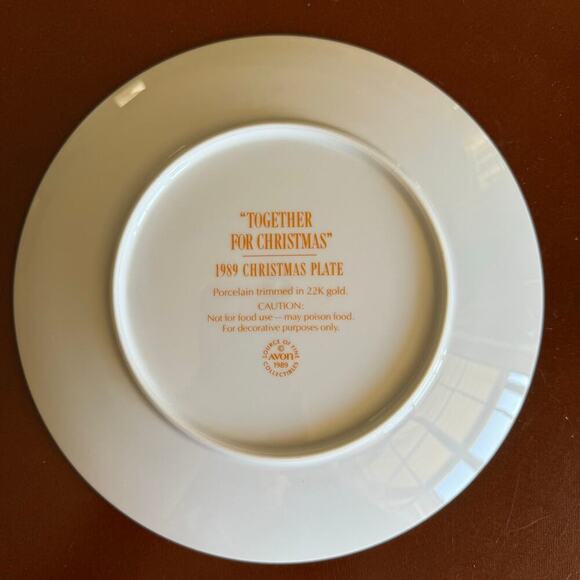 "TOGETHER
FOR CHRISTMAS"
1989 CHRISTMAS PLATE
Porcelain trimmed in 22K gold.
CAUTION:
Not for food use — may poison food.
For decorative purposes only.
SOURCE OF FINE
©
AVON
1989
COLLECTIBLES